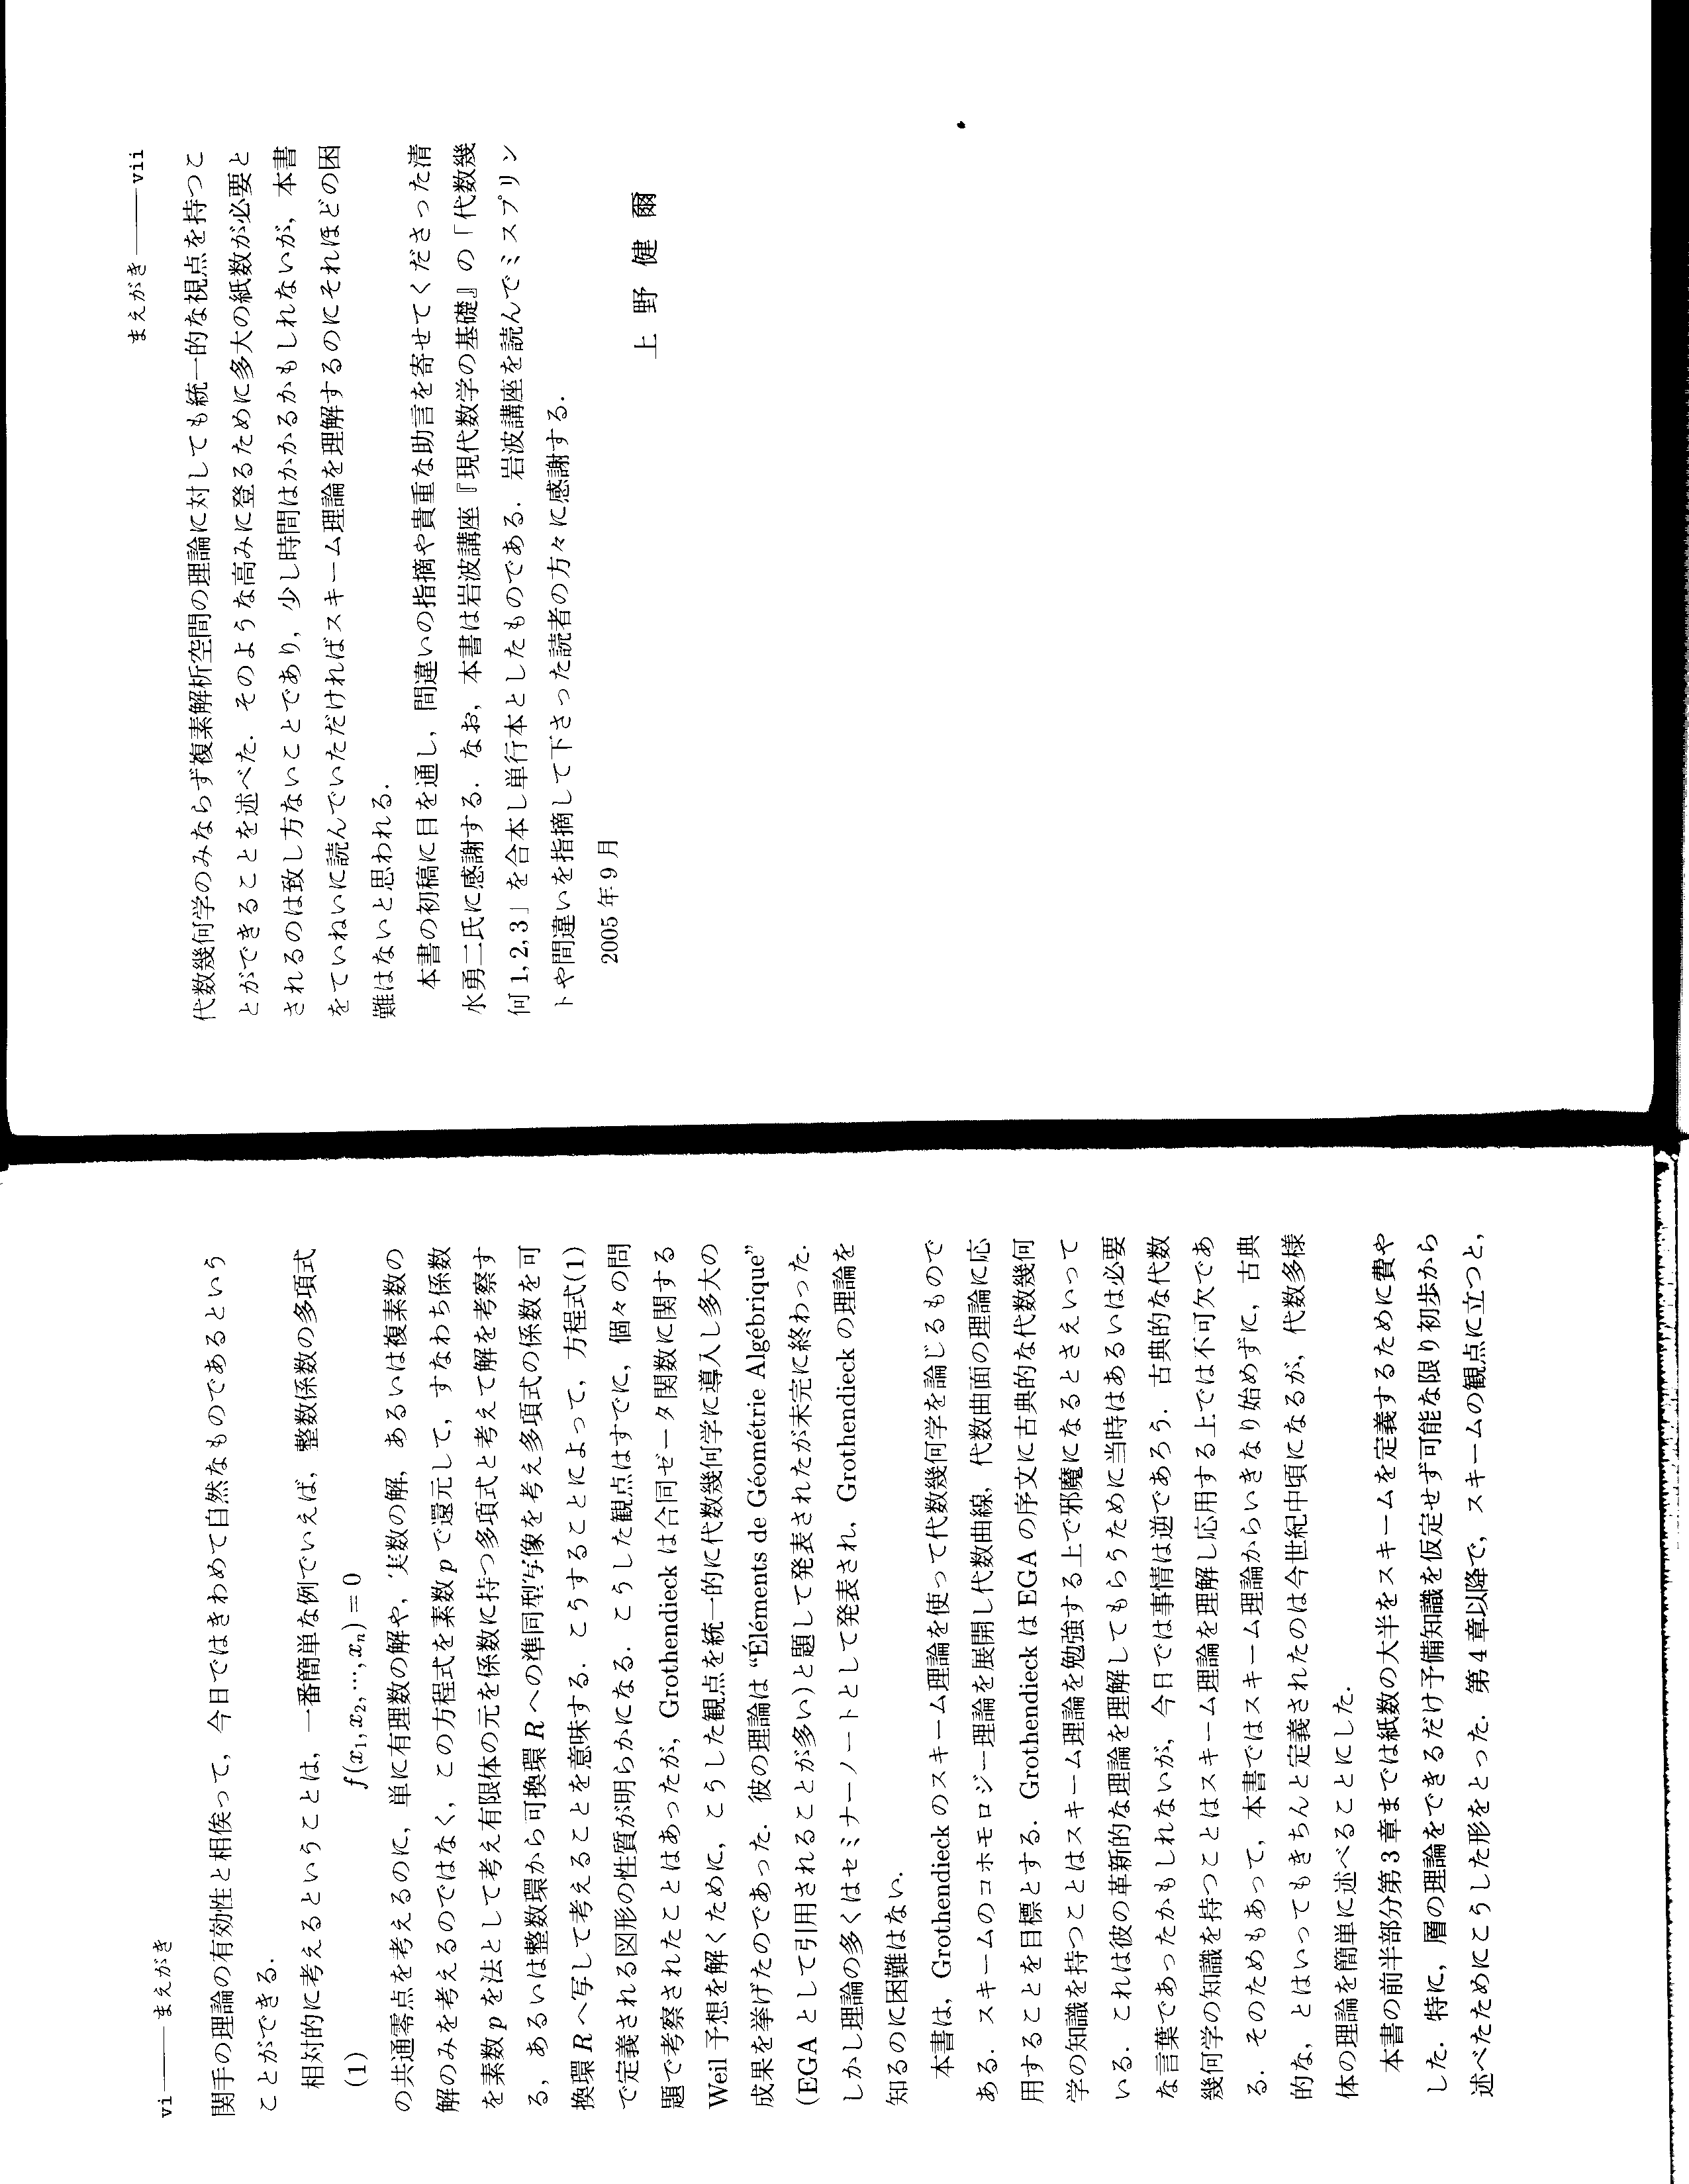 vi──まえがき
関手の理論の有効性と相俟って，今日ではきわめて自然なものであるという
ことができる．
相対的に考えるということは，一番簡単な例でいえば，整数係数の多項式
(1) f(x₁, x₂, ⋯, xₙ) = 0
の共通零点を考えるのに，単に有理数の解や，実数の解，あるいは複素数の
解のみを考えるのではなく，この方程式を素数 p で還元して，すなわち係数
を素数 p を法として考え有限体の元を係数に持つ多項式と考えて解を考察す
る，あるいは整数環から可換環 R への準同型写像を考え多項式の係数を可
換環 R へ写して考えることを意味する．こうすることによって，方程式(1)
で定義される図形の性質が明らかになる．こうした観点はすでに，個々の問
題で考察されたことはあったが，Grothendieck は合同ゼータ関数に関する
Weil 予想を解くために，こうした観点を統一的に代数幾何学に導入し多大の
成果を挙げたのであった．彼の理論は “Éléments de Géométrie Algébrique”
(EGA として引用されることが多い)と題して発表されたが未完に終わった．
しかし理論の多くはセミナーノートとして発表され，Grothendieck の理論を
知るのに困難はない．
本書は，Grothendieck のスキーム理論を使って代数幾何学を論じるもので
ある．スキームのコホモロジー理論を展開し代数曲線，代数曲面の理論に応
用することを目標とする．Grothendieck は EGA の序文に古典的な代数幾何
学の知識を持つことはスキーム理論を勉強する上で邪魔になるとさえいって
いる．これは彼の革新的な理論を理解してもらうために当時はあるいは必要
な言葉であったかもしれないが，今日では事情は逆であろう．古典的な代数
幾何学の知識を持つことはスキーム理論を理解し応用する上では不可欠であ
る．そのためもあって，本書ではスキーム理論からいきなり始めずに，古典
的な，とはいってもきちんと定義されたのは今世紀中頃になるが，代数多様
体の理論を簡単に述べることにした．
本書の前半部分第 3 章までは紙数の大半をスキームを定義するために費や
した．特に，層の理論をできるだけ予備知識を仮定せず可能な限り初歩から
述べたためにこうした形をとった．第 4 章以降で，スキームの観点に立つと，
まえがき──vii
代数幾何学のみならず複素解析空間の理論に対しても統一的な視点を持つこ
とができることを述べた．そのような高みに登るために多大の紙数が必要と
されるのは致し方ないことであり，少し時間はかかるかもしれないが，本書
をていねいに読んでいただければスキーム理論を理解するのにそれほどの困
難はないと思われる．
本書の初稿に目を通し，間違いの指摘や貴重な助言を寄せてくださった清
水勇二氏に感謝する．なお，本書は岩波講座『現代数学の基礎』の「代数幾
何 1, 2, 3」を合本し単行本としたものである．岩波講座を読んでミスプリン
トや間違いを指摘して下さった読者の方々に感謝する．
2005 年 9 月
上 野 健 爾